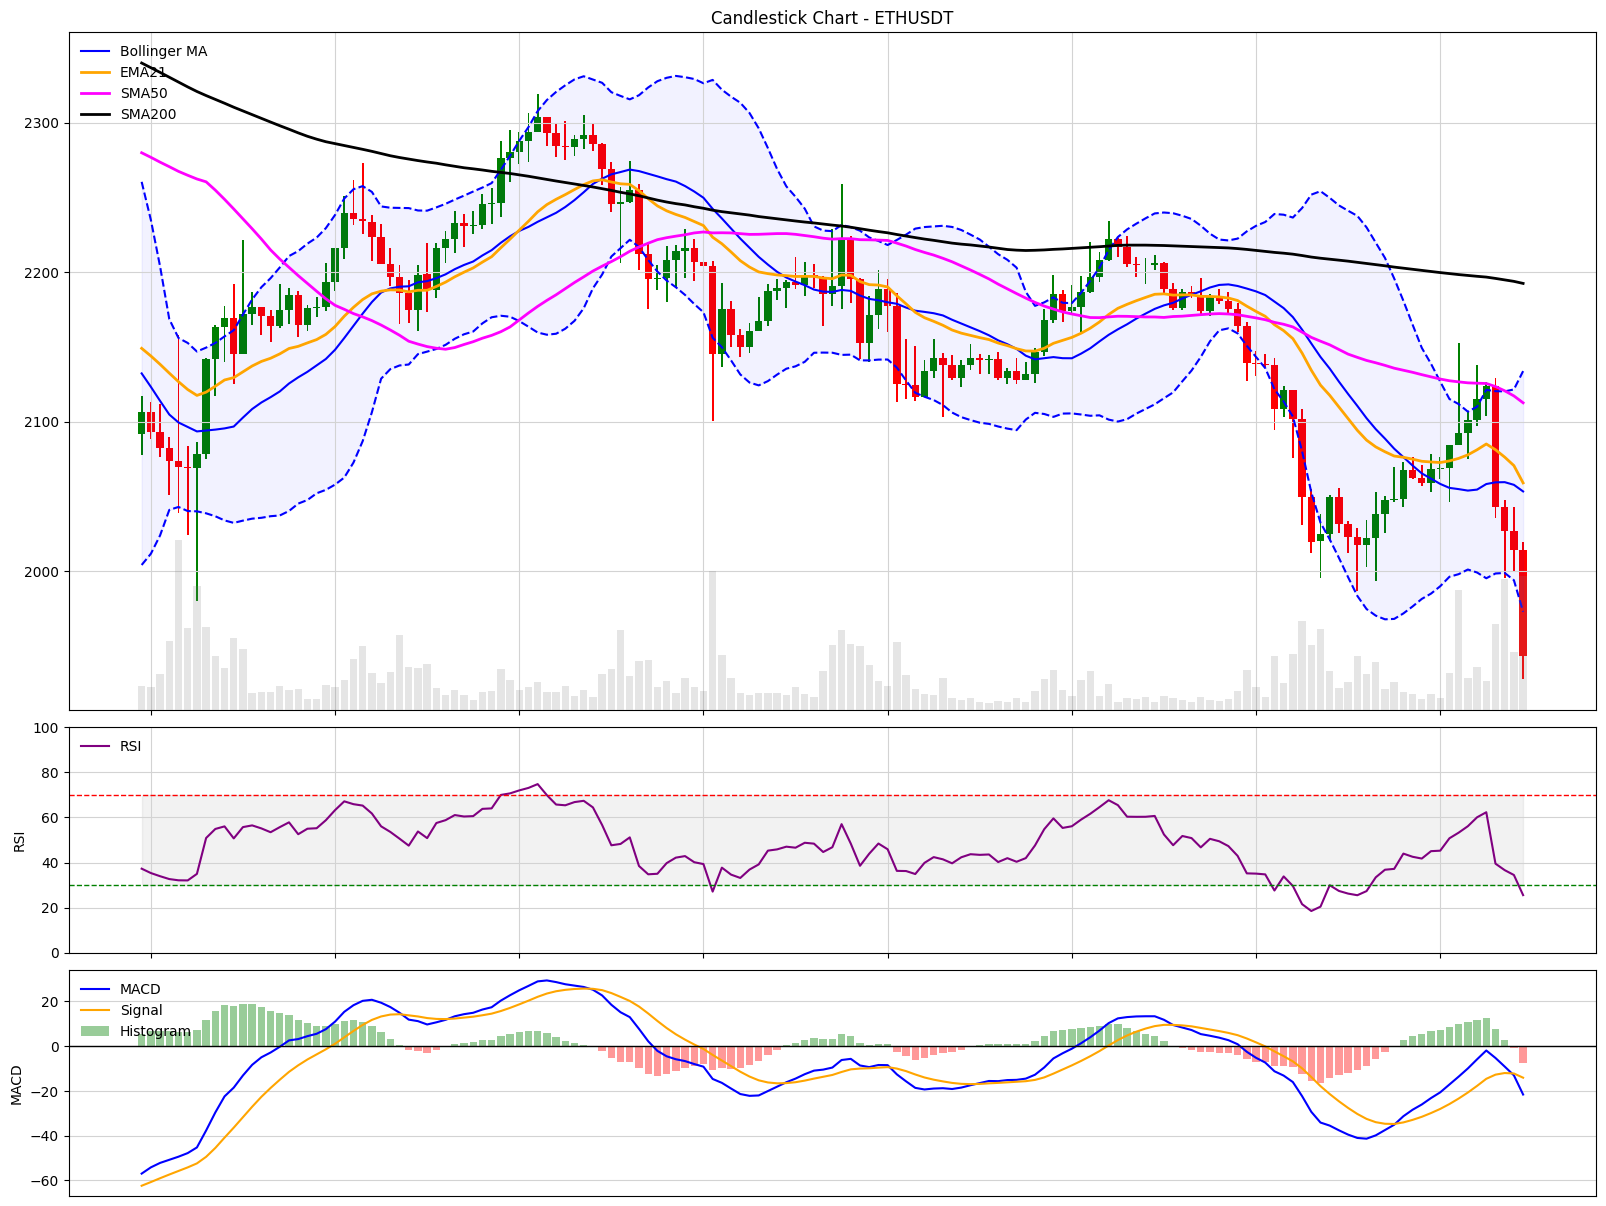 Candlestick Chart - ETHUSDT
Bollinger MA
EMA21
SMA50
SMA200
2300
2200
2100
2000
RSI
100
80
60
40
20
0
RSI
MACD
Signal
Histogram
20
0
−20
−40
−60
MACD